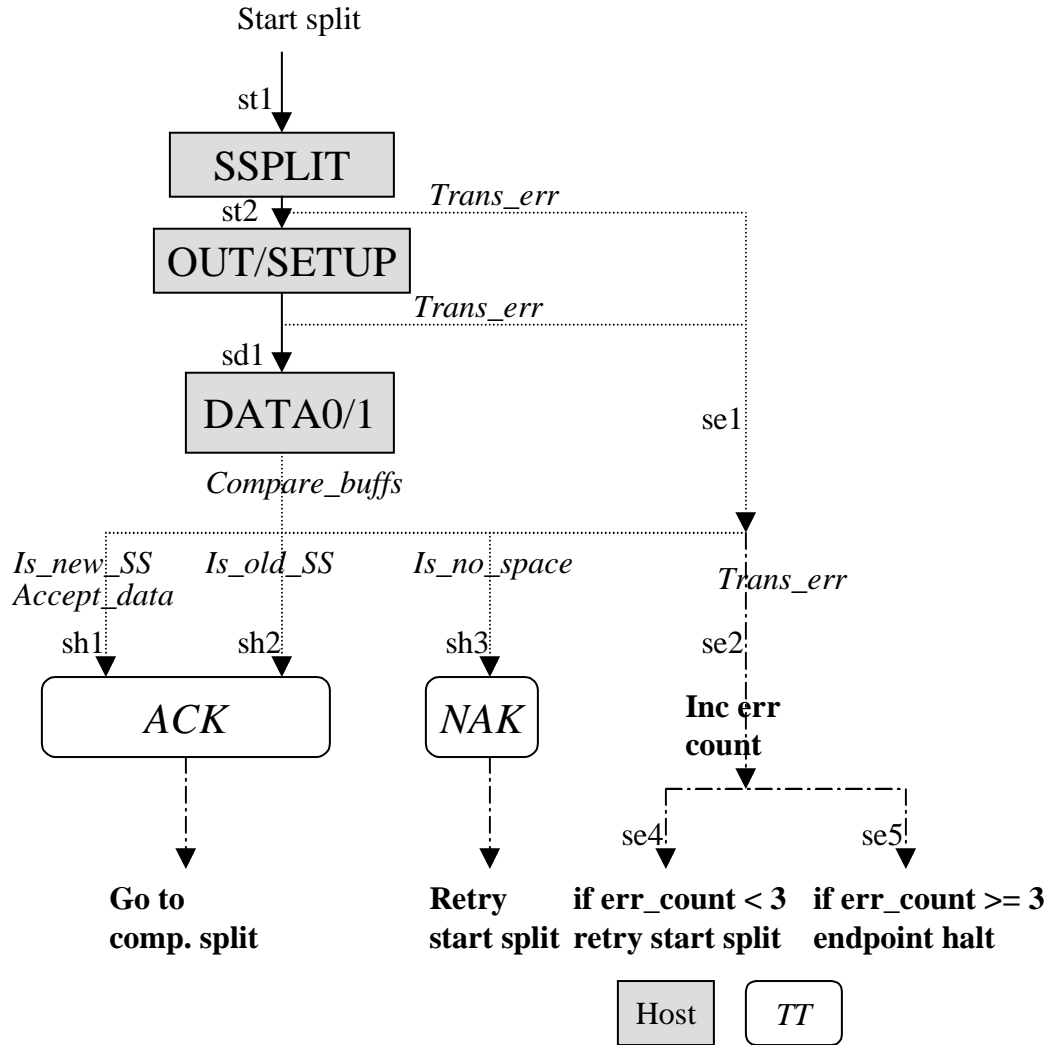 Start split
st1
SSPLIT
Trans_err
st2
OUT/SETUP
Trans_err
sd1
DATA0/1
se1
Compare_buffs
Is_new_SS
Accept_data
Is_old_SS
Is_no_space
Trans_err
sh1
sh2
sh3
se2
ACK
NAK
Inc err
count
se4
se5
Go to
comp. split
Retry
start split
if err_count < 3
retry start split
if err_count >= 3
endpoint halt
Host
TT